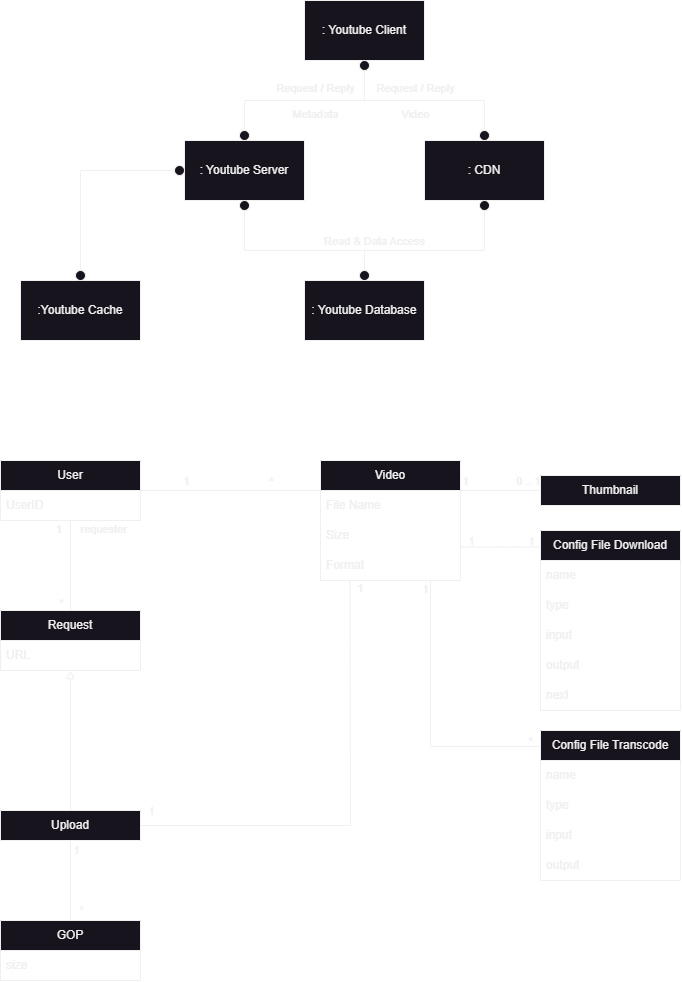 : Youtube Client
Request / Reply
Request / Reply
Metadata
Video
: Youtube Server
: CDN
Read & Data Access
:Youtube Cache
: Youtube Database
User
1
*
Video
1
0...1
Thumbnail
UserID
File Name
1
requester
Size
1
1
Config File Download
Format
name
1
1
*
type
Request
input
URL
output
next
*
Config File Transcode
name
type
1
Upload
input
1
output
*
GOP
size